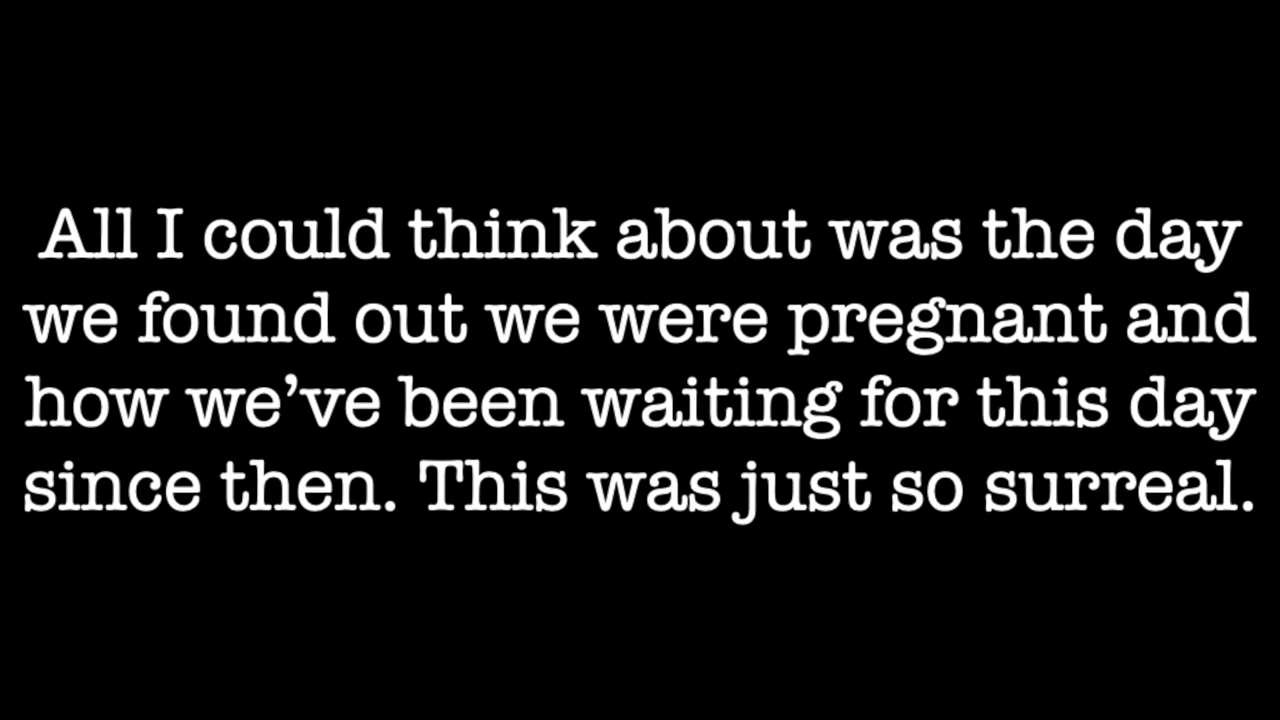 All I could think about was the day
we found out we were pregnant and
how we’ve been waiting for this day
since then. This was just so surreal.